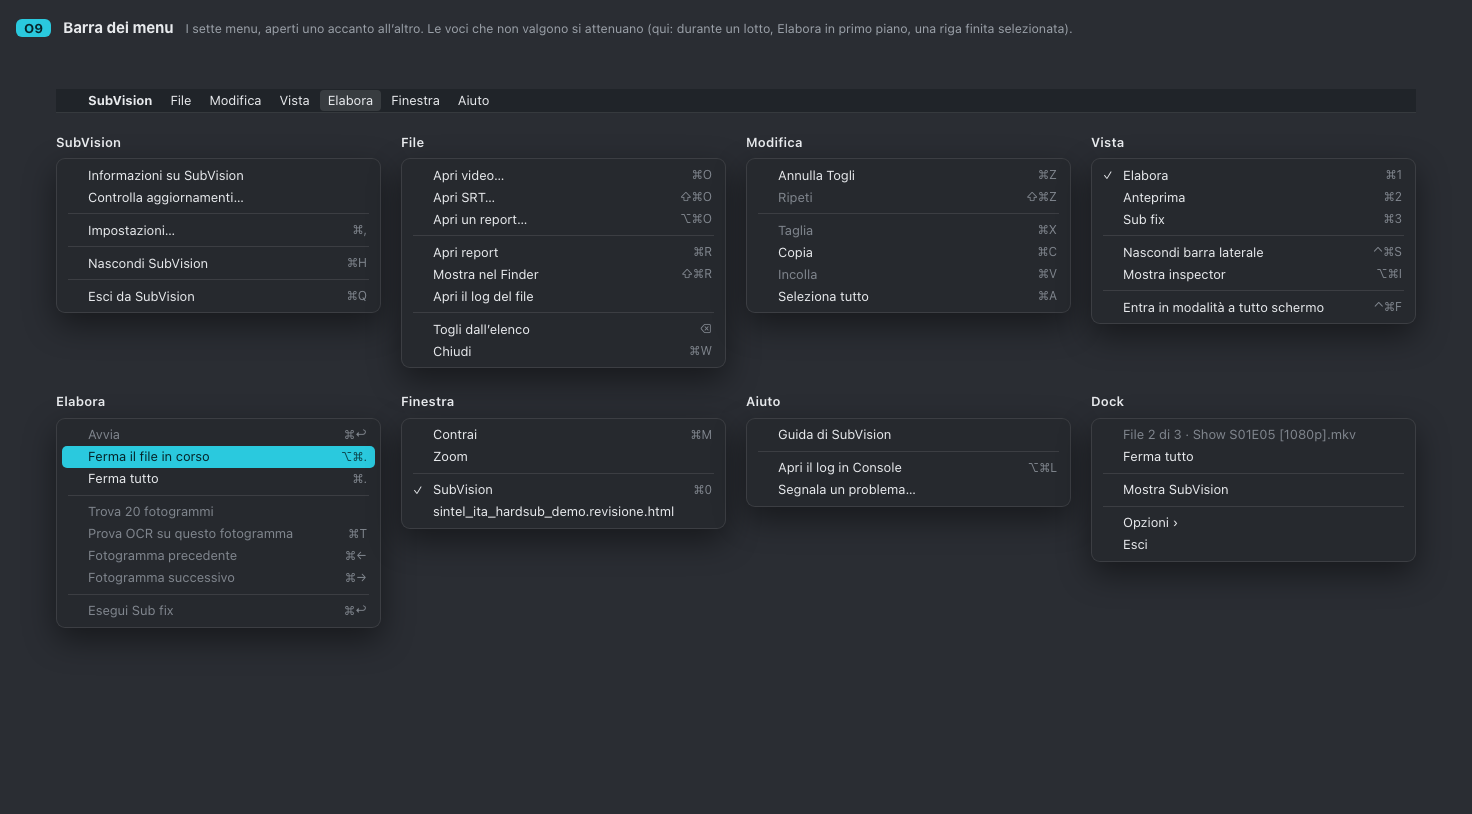 09 Barra dei menu I sette menu, aperti uno accanto all'altro. Le voci che non valgono si attenuano (qui: durante un lotto, Elabora in primo piano, una riga finita selezionata).
SubVision File Modifica Vista Elabora Finestra Aiuto
SubVision
Informazioni su SubVision
Controlla aggiornamenti…
Impostazioni… ⌘,
Nascondi SubVision ⌘H
Esci da SubVision ⌘Q
File
Apri video… ⌘O
Apri SRT… ⇧⌘O
Apri un report… ⌥⌘O
Apri report ⌘R
Mostra nel Finder ⇧⌘R
Apri il log del file
Togli dall'elenco ⌫
Chiudi ⌘W
Modifica
Annulla Togli ⌘Z
Ripeti ⇧⌘Z
Taglia ⌘X
Copia ⌘C
Incolla ⌘V
Seleziona tutto ⌘A
Vista
✓ Elabora ⌘1
Anteprima ⌘2
Sub fix ⌘3
Nascondi barra laterale ^⌘S
Mostra inspector ⌥⌘I
Entra in modalità a tutto schermo ^⌘F
Elabora
Avvia ⌘↩
Ferma il file in corso ⌥⌘.
Ferma tutto ⌘.
Trova 20 fotogrammi
Prova OCR su questo fotogramma ⌘T
Fotogramma precedente ⌘←
Fotogramma successivo ⌘→
Esegui Sub fix ⌘↩
Finestra
Contrai ⌘M
Zoom
✓ SubVision ⌘0
sintel_ita_hardsub_demo.revisione.html
Aiuto
Guida di SubVision
Apri il log in Console ⌥⌘L
Segnala un problema…
Dock
File 2 di 3 · Show S01E05 [1080p].mkv
Ferma tutto
Mostra SubVision
Opzioni ›
Esci